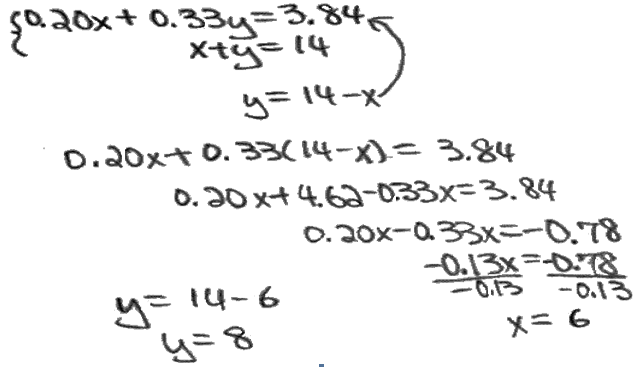 {0.20x + 0.33y = 3.84
x+y = 14
y = 14-x
0.20x + 0.33(14-x) = 3.84
0.20x+4.62-0.33x=3.84
0.20x-0.33x=-0.78
-0.13x=-0.78
-0.13 -0.13
x= 6
y= 14-6
y= 8